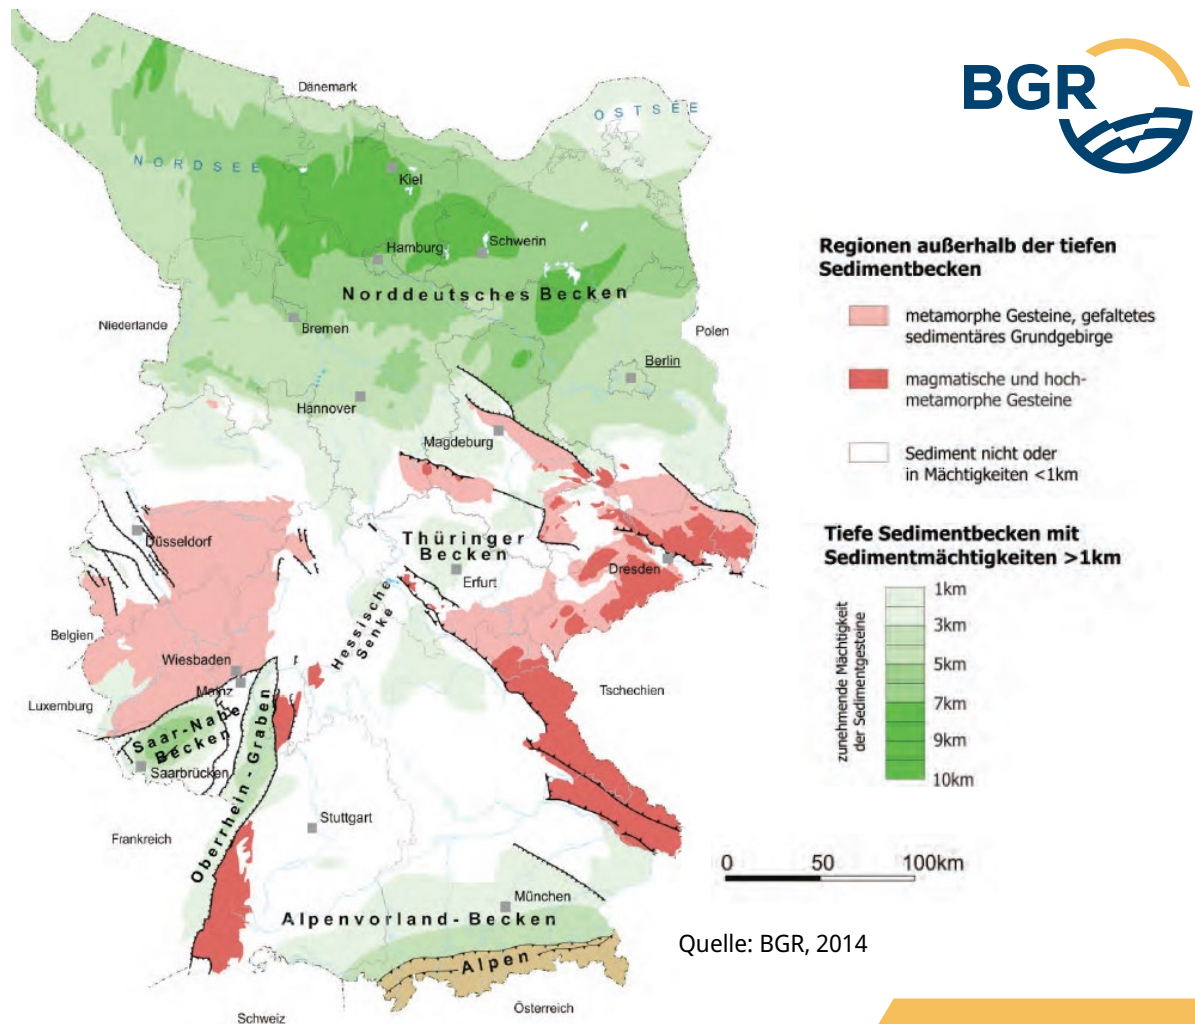 BGR
Dänemark
OSTSEE
NORDSEE
Kiel
Hamburg
Schwerin
Norddeutsches Becken
Niederlande
Bremen
Polen
Berlin
Hannover
Magdeburg
Düsseldorf
Thüringer
Becken
Erfurt
Dresden
Hessische
Senke
Belgien
Wiesbaden
Mainz
Luxemburg
Tschechien
Saar-Nahe
Becken
Saarbrücken
Oberrhein-Graben
Frankreich
Stuttgart
München
Alpenvorland-Becken
Alpen
Schweiz
Österreich
Regionen außerhalb der tiefen
Sedimentbecken
metamorphe Gesteine, gefaltetes
sedimentäres Grundgebirge
magmatische und hoch-
metamorphe Gesteine
Sediment nicht oder
in Mächtigkeiten <1km
Tiefe Sedimentbecken mit
Sedimentmächtigkeiten >1km
zunehmende Mächtigkeit
der Sedimentgesteine
1km
3km
5km
7km
9km
10km
0 50 100km
Quelle: BGR, 2014